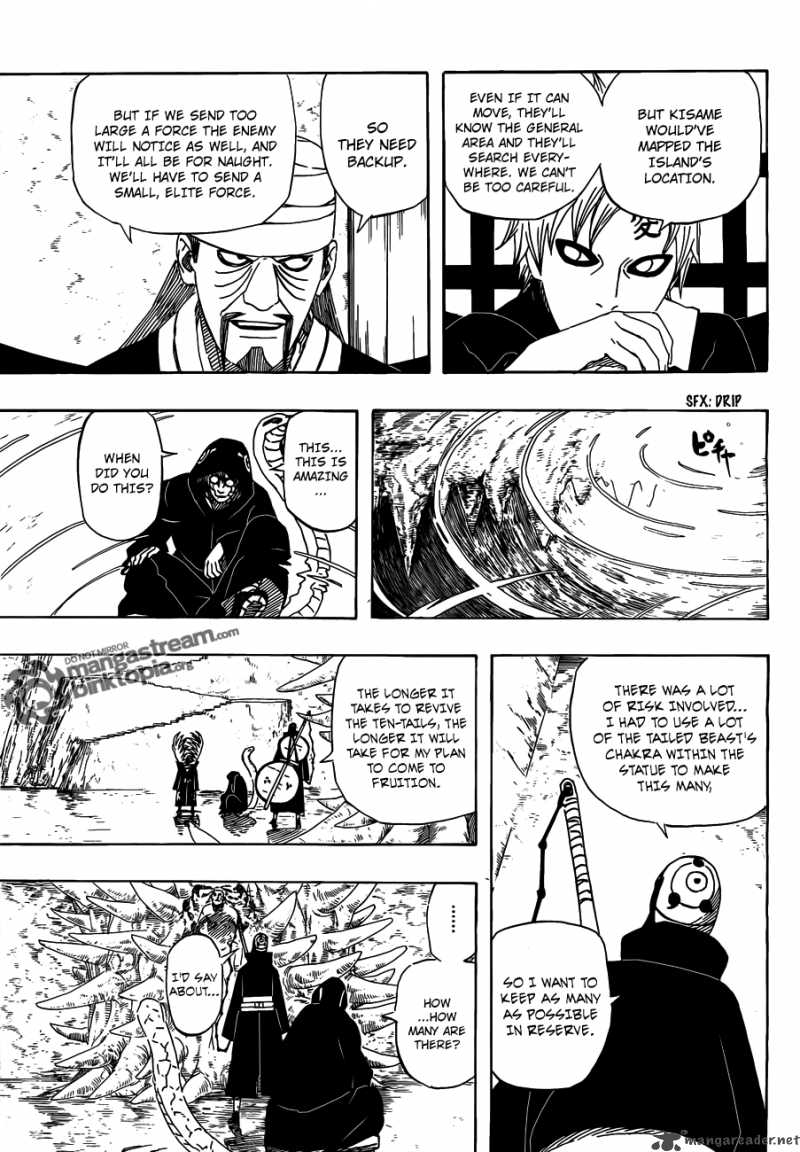 BUT KISAME
WOULD'VE
MAPPED THE
ISLAND'S
LOCATION.
EVEN IF IT CAN
MOVE, THEY'LL
KNOW THE GENERAL
AREA AND THEY'LL
SEARCH EVERY-
WHERE. WE CAN'T
BE TOO CAREFUL.
愛
SO
THEY NEED
BACKUP.
BUT IF WE SEND TOO
LARGE A FORCE THE ENEMY
WILL NOTICE AS WELL, AND
IT'LL ALL BE FOR NAUGHT.
WE'LL HAVE TO SEND A
SMALL, ELITE FORCE.
SFX: DRIP
ピチャ
THIS...
THIS IS
AMAZING
...
WHEN
DID YOU
DO THIS?
THERE WAS A LOT
OF RISK INVOLVED...
I HAD TO USE A LOT
OF THE TAILED BEAST'S
CHAKRA WITHIN THE
STATUE TO MAKE
THIS MANY,
SO I WANT TO
KEEP AS MANY
AS POSSIBLE
IN RESERVE.
THE LONGER IT
TAKES TO REVIVE
THE TEN-TAILS, THE
LONGER IT WILL
TAKE FOR MY PLAN
TO COME TO
FRUITION.
DO NOT MIRROR
mangastream.com
binktopia.org
.........
HOW
...HOW
MANY ARE
THERE?
I'D SAY
ABOUT...
mangareader.net